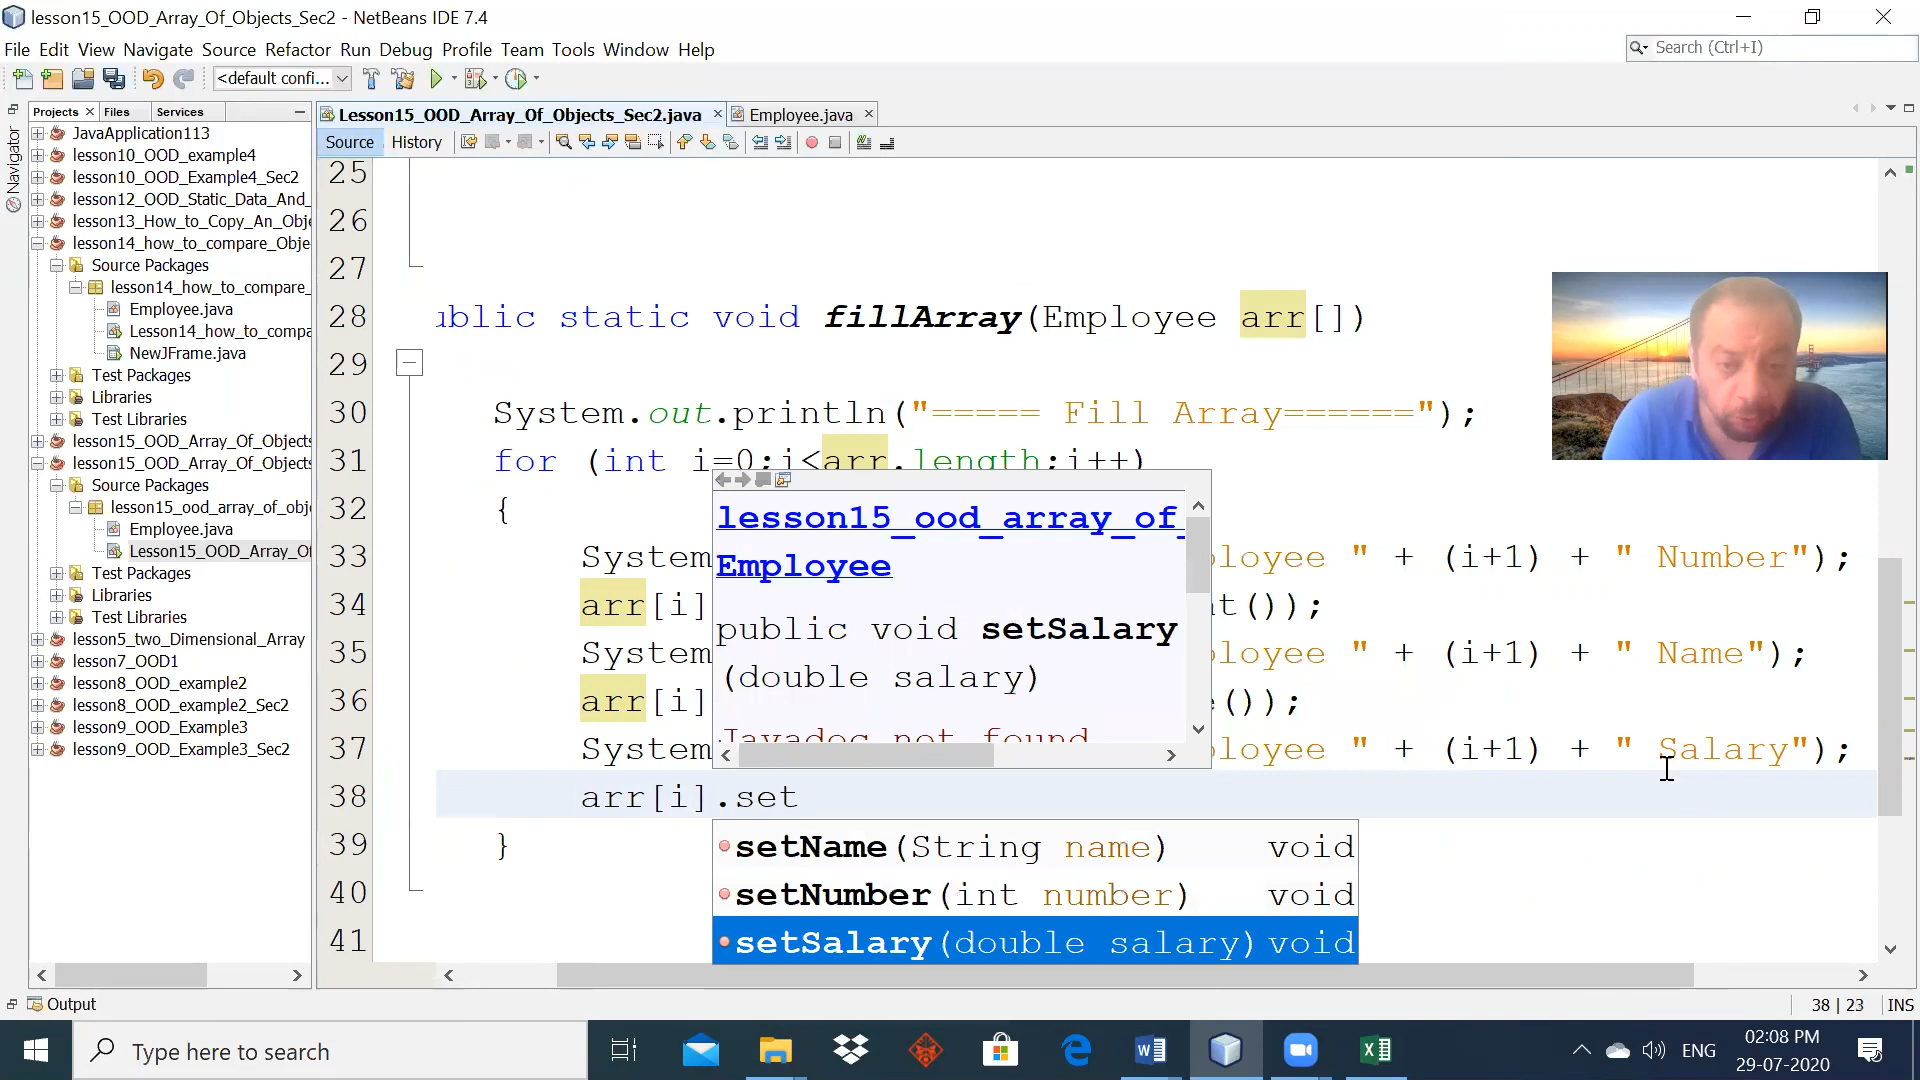 lesson15_OOD_Array_Of_Objects_Sec2 - NetBeans IDE 7.4
File Edit View Navigate Source Refactor Run Debug Profile Team Tools Window Help
Search (Ctrl+I)
<default confi...
Projects Files Services
Navigator
JavaApplication113
lesson10_OOD_example4
lesson10_OOD_Example4_Sec2
lesson12_OOD_Static_Data_And_
lesson13_How_to_Copy_An_Obje
lesson14_how_to_compare_Obje
Source Packages
lesson14_how_to_compare_
Employee.java
Lesson14_how_to_compa
NewJFrame.java
Test Packages
Libraries
Test Libraries
lesson15_OOD_Array_Of_Objects
lesson15_OOD_Array_Of_Objects
Source Packages
lesson15_ood_array_of_obje
Employee.java
Lesson15_OOD_Array_Of
Test Packages
Libraries
Test Libraries
lesson5_two_Dimensional_Array
lesson7_OOD1
lesson8_OOD_example2
lesson8_OOD_example2_Sec2
lesson9_OOD_Example3
lesson9_OOD_Example3_Sec2
Lesson15_OOD_Array_Of_Objects_Sec2.java Employee.java
Source History
25
26
27
28 ublic static void fillArray(Employee arr[])
29
30 System.out.println("===== Fill Array======");
31 for (int i=0;i<arr.length;i++)
32 {
33 System loyee " + (i+1) + " Number");
34 arr[i] t());
35 System loyee " + (i+1) + " Name");
36 arr[i] e());
37 System loyee " + (i+1) + " Salary");
38 arr[i].set
39 }
40
41
lesson15_ood_array_of_
Employee
public void setSalary
(double salary)
Javadoc not found
setName(String name) void
setNumber(int number) void
setSalary(double salary) void
Output
38 | 23 INS
Type here to search
ENG
02:08 PM
29-07-2020